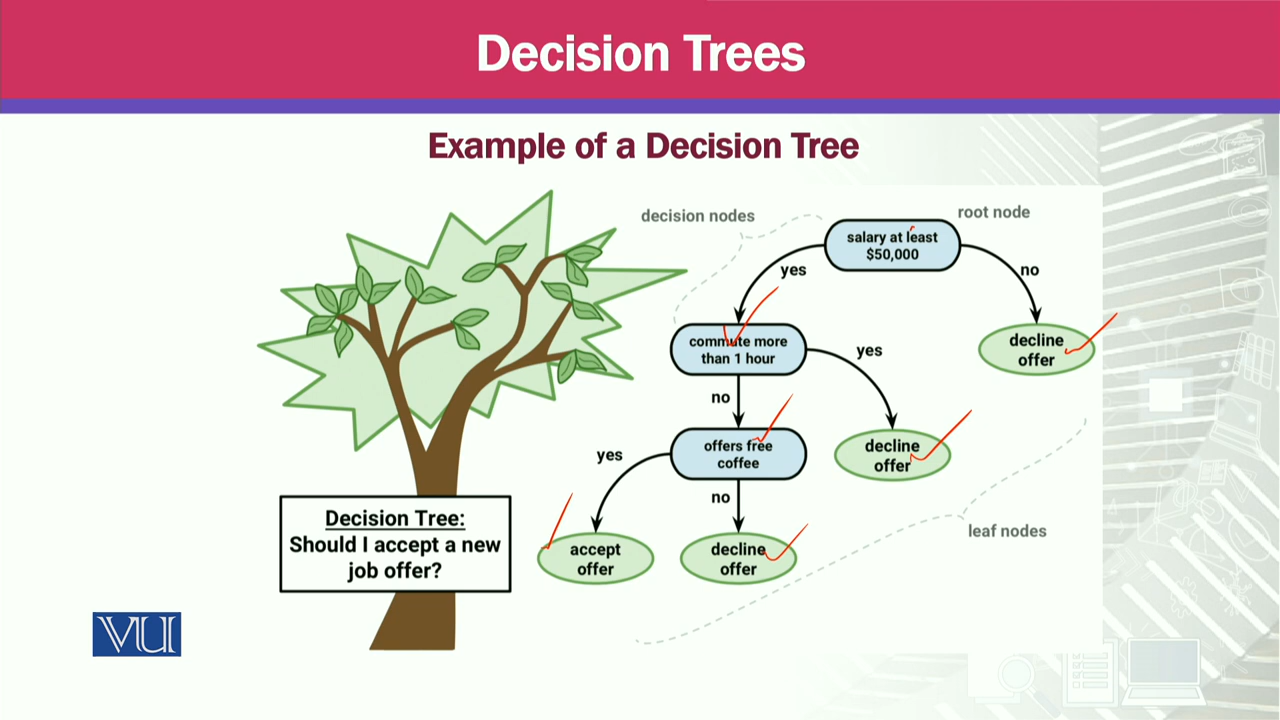 Decision Trees
Example of a Decision Tree
decision nodes
root node
salary at least
$50,000
yes
no
commute more
than 1 hour
decline
offer
yes
no
offers free
coffee
decline
offer
yes
no
leaf nodes
accept
offer
decline
offer
Decision Tree:
Should I accept a new
job offer?
VU